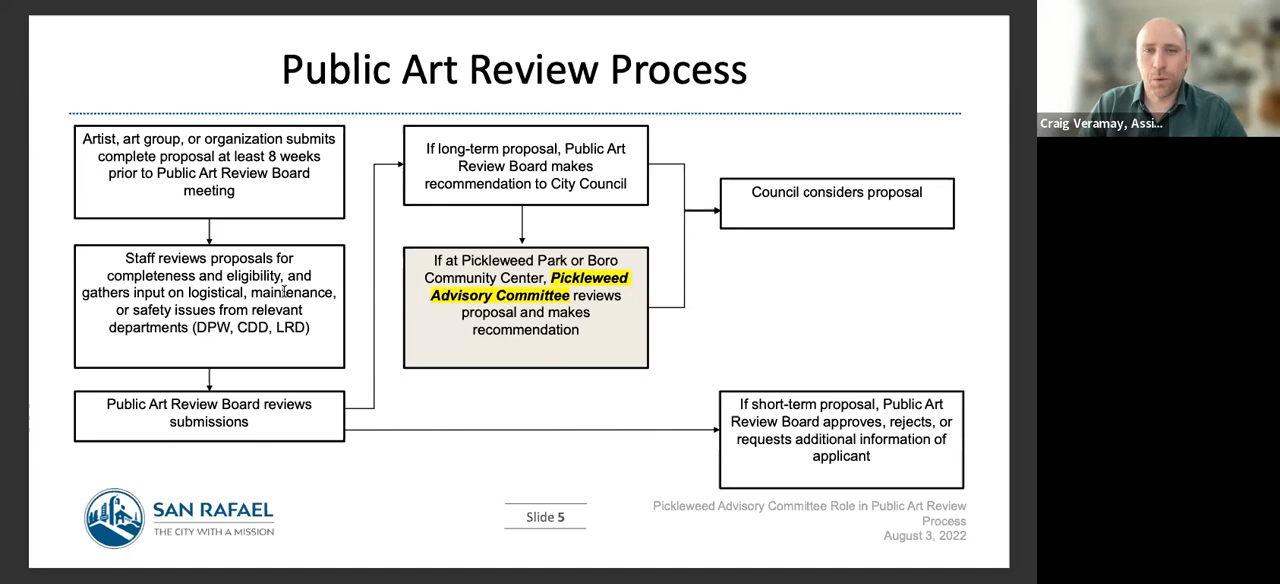 Public Art Review Process
Artist, art group, or organization submits
complete proposal at least 8 weeks
prior to Public Art Review Board
meeting
Staff reviews proposals for
completeness and eligibility, and
gathers input on logistical, maintenance,
or safety issues from relevant
departments (DPW, CDD, LRD)
Public Art Review Board reviews
submissions
If long-term proposal, Public Art
Review Board makes
recommendation to City Council
If at Pickleweed Park or Boro
Community Center, Pickleweed
Advisory Committee reviews
proposal and makes
recommendation
Council considers proposal
If short-term proposal, Public Art
Review Board approves, rejects, or
requests additional information of
applicant
SAN RAFAEL
THE CITY WITH A MISSION
Slide 5
Pickleweed Advisory Committee Role in Public Art Review
Process
August 3, 2022
Craig Veramay, Assi...